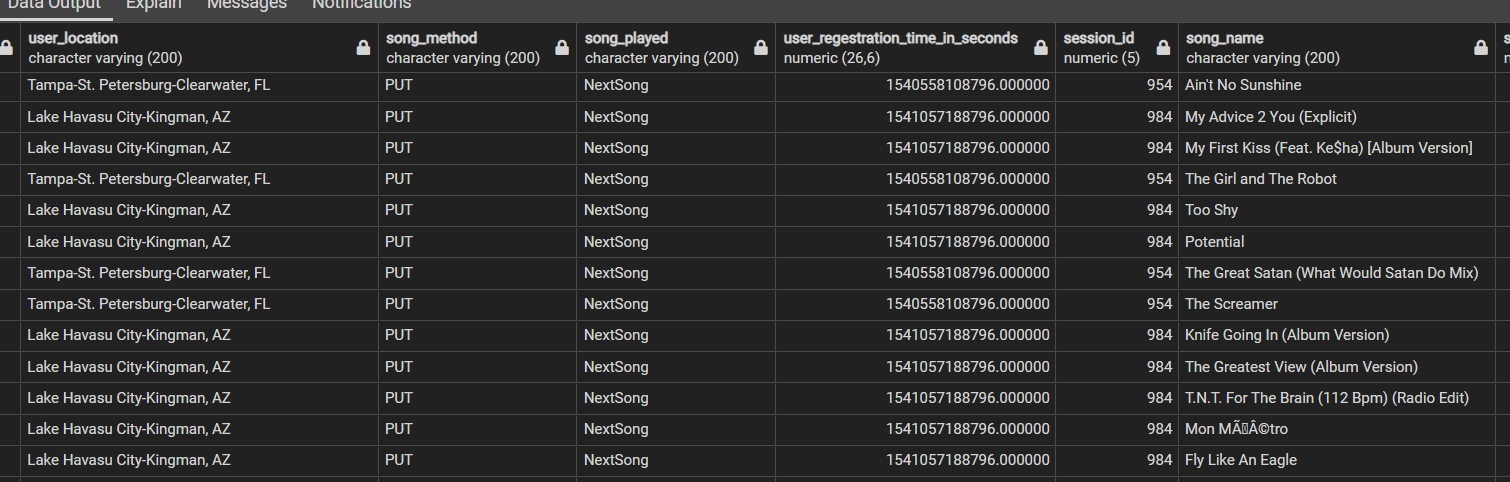 Data Output Explain Messages Notifications
user_location song_method song_played user_regestration_time_in_seconds session_id song_name s
character varying (200) character varying (200) character varying (200) numeric (26,6) numeric (5) character varying (200)
Tampa-St. Petersburg-Clearwater, FL PUT NextSong 1540558108796.000000 954 Ain't No Sunshine
Lake Havasu City-Kingman, AZ PUT NextSong 1541057188796.000000 984 My Advice 2 You (Explicit)
Lake Havasu City-Kingman, AZ PUT NextSong 1541057188796.000000 984 My First Kiss (Feat. Ke$ha) [Album Version]
Tampa-St. Petersburg-Clearwater, FL PUT NextSong 1540558108796.000000 954 The Girl and The Robot
Lake Havasu City-Kingman, AZ PUT NextSong 1541057188796.000000 984 Too Shy
Lake Havasu City-Kingman, AZ PUT NextSong 1541057188796.000000 984 Potential
Tampa-St. Petersburg-Clearwater, FL PUT NextSong 1540558108796.000000 954 The Great Satan (What Would Satan Do Mix)
Tampa-St. Petersburg-Clearwater, FL PUT NextSong 1540558108796.000000 954 The Screamer
Lake Havasu City-Kingman, AZ PUT NextSong 1541057188796.000000 984 Knife Going In (Album Version)
Lake Havasu City-Kingman, AZ PUT NextSong 1541057188796.000000 984 The Greatest View (Album Version)
Lake Havasu City-Kingman, AZ PUT NextSong 1541057188796.000000 984 T.N.T. For The Brain (112 Bpm) (Radio Edit)
Lake Havasu City-Kingman, AZ PUT NextSong 1541057188796.000000 984 Mon MÃ▯Â©tro
Lake Havasu City-Kingman, AZ PUT NextSong 1541057188796.000000 984 Fly Like An Eagle